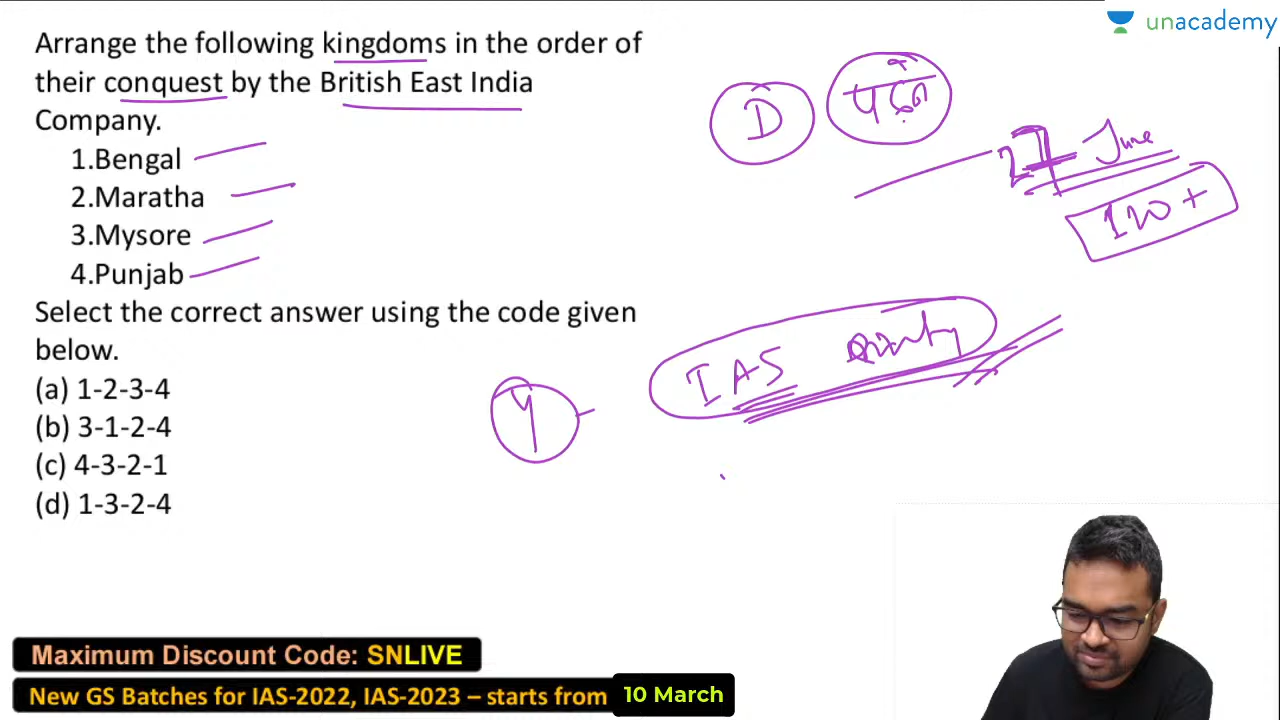 unacademy
Arrange the following kingdoms in the order of
their conquest by the British East India
Company.
1.Bengal
2.Maratha
3.Mysore
4.Punjab
Select the correct answer using the code given
below.
(a) 1-2-3-4
(b) 3-1-2-4
(c) 4-3-2-1
(d) 1-3-2-4
D
27 June
120+
IAS
Maximum Discount Code: SNLIVE
New GS Batches for IAS-2022, IAS-2023 – starts from 10 March